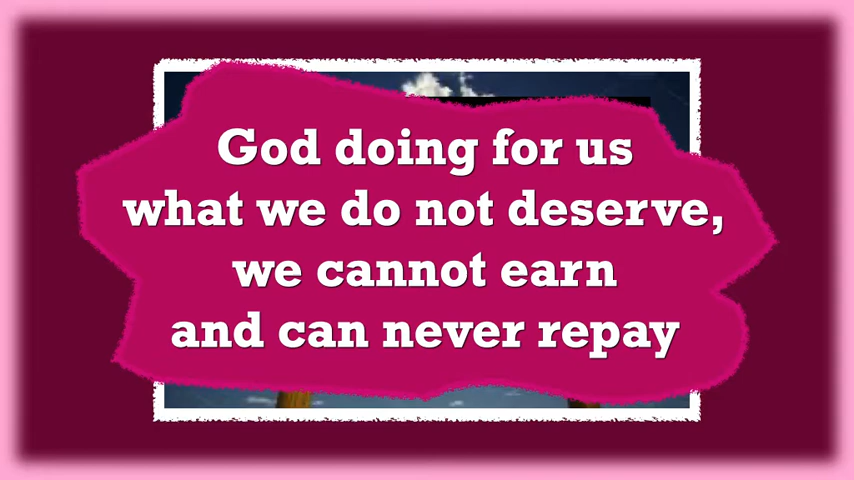 God doing for us
what we do not deserve,
we cannot earn
and can never repay